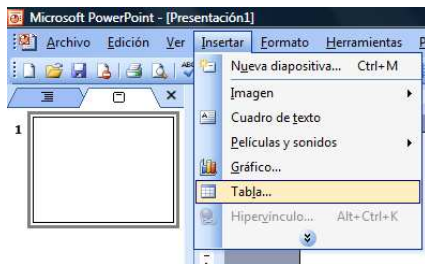 Microsoft PowerPoint - [Presentación1]
Archivo Edición Ver Insertar Formato Herramientas P
Nueva diapositiva... Ctrl+M
Imagen
Cuadro de texto
Películas y sonidos
Gráfico...
Tabla...
Hipervínculo... Alt+Ctrl+K
1